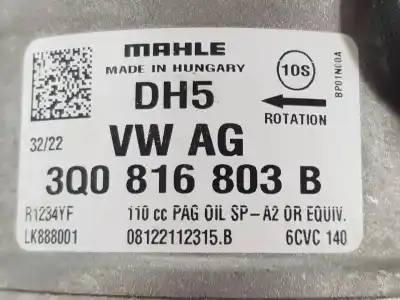 MAHLE
MADE IN HUNGARY
10S
DH5
ROTATION
32/22
VW AG
3Q0 816 803 B
R1234YF 110 cc PAG OIL SP-A2 OR EQUIV.
LK888001 08122112315.B 6CVC 140
BP01N00A